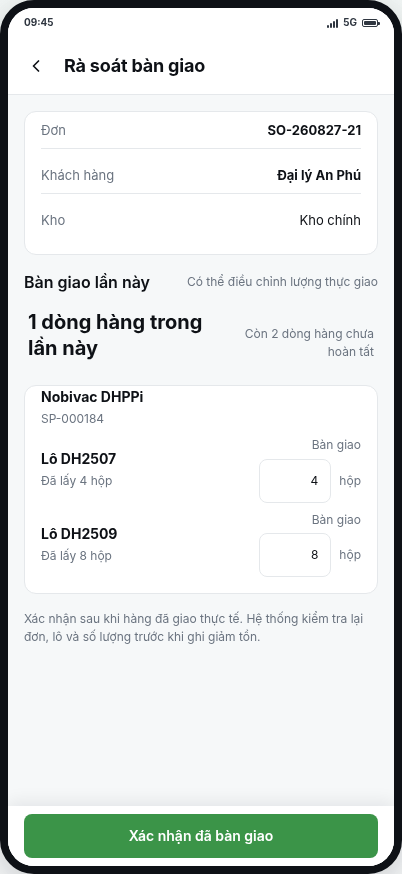 09:45
5G
Rà soát bàn giao
Đơn
SO-260827-21
Khách hàng
Đại lý An Phú
Kho
Kho chính
Bàn giao lần này
Có thể điều chỉnh lượng thực giao
1 dòng hàng trong
lần này
Còn 2 dòng hàng chưa
hoàn tất
Nobivac DHPPi
SP-000184
Bàn giao
Lô DH2507
Đã lấy 4 hộp
4
hộp
Bàn giao
Lô DH2509
Đã lấy 8 hộp
8
hộp
Xác nhận sau khi hàng đã giao thực tế. Hệ thống kiểm tra lại
đơn, lô và số lượng trước khi ghi giảm tồn.
Xác nhận đã bàn giao